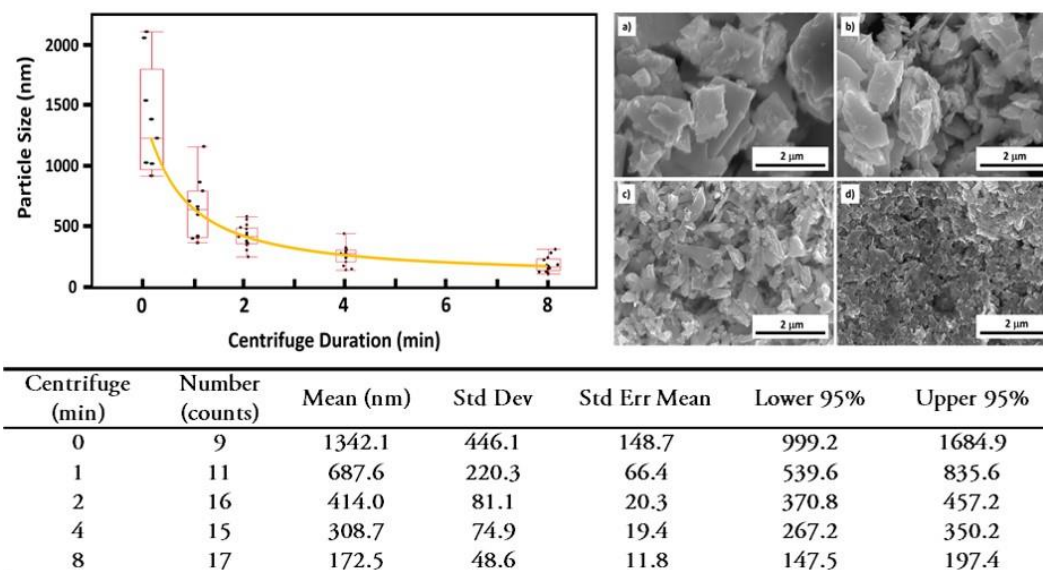 2000
1500
1000
500
0
Particle Size (nm)
0 2 4 6 8
Centrifuge Duration (min)
a)
2 µm
b)
2 µm
c)
2 µm
d)
2 µm
Centrifuge (min) Number (counts) Mean (nm) Std Dev Std Err Mean Lower 95% Upper 95%
0 9 1342.1 446.1 148.7 999.2 1684.9
1 11 687.6 220.3 66.4 539.6 835.6
2 16 414.0 81.1 20.3 370.8 457.2
4 15 308.7 74.9 19.4 267.2 350.2
8 17 172.5 48.6 11.8 147.5 197.4